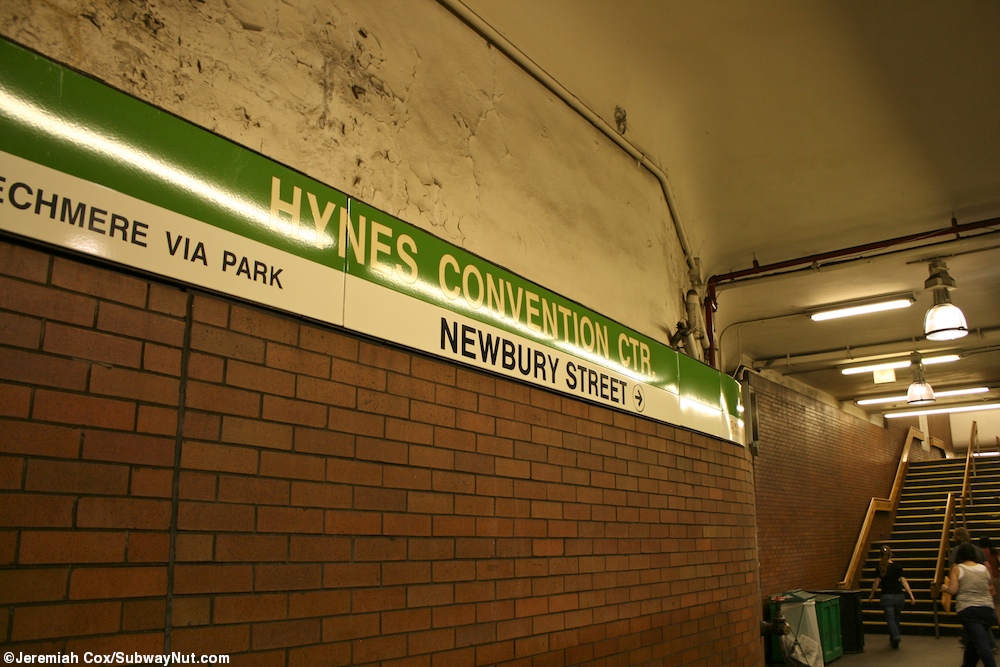 HYNES CONVENTION CTR.
ECHMERE VIA PARK
NEWBURY STREET
©Jeremiah Cox/SubwayNut.com